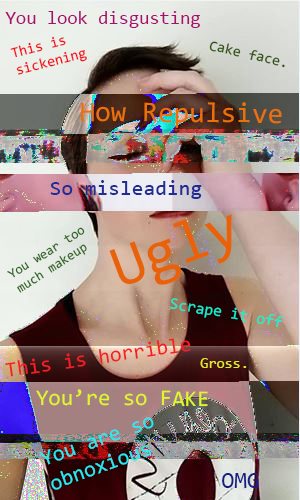 You look disgusting
This is
sickening
Cake face.
How Repulsive
So misleading
You wear too
much makeup
Ugly
Scrape it off
This is horrible
Gross.
You're so FAKE
You are so
obnoxious
OMG